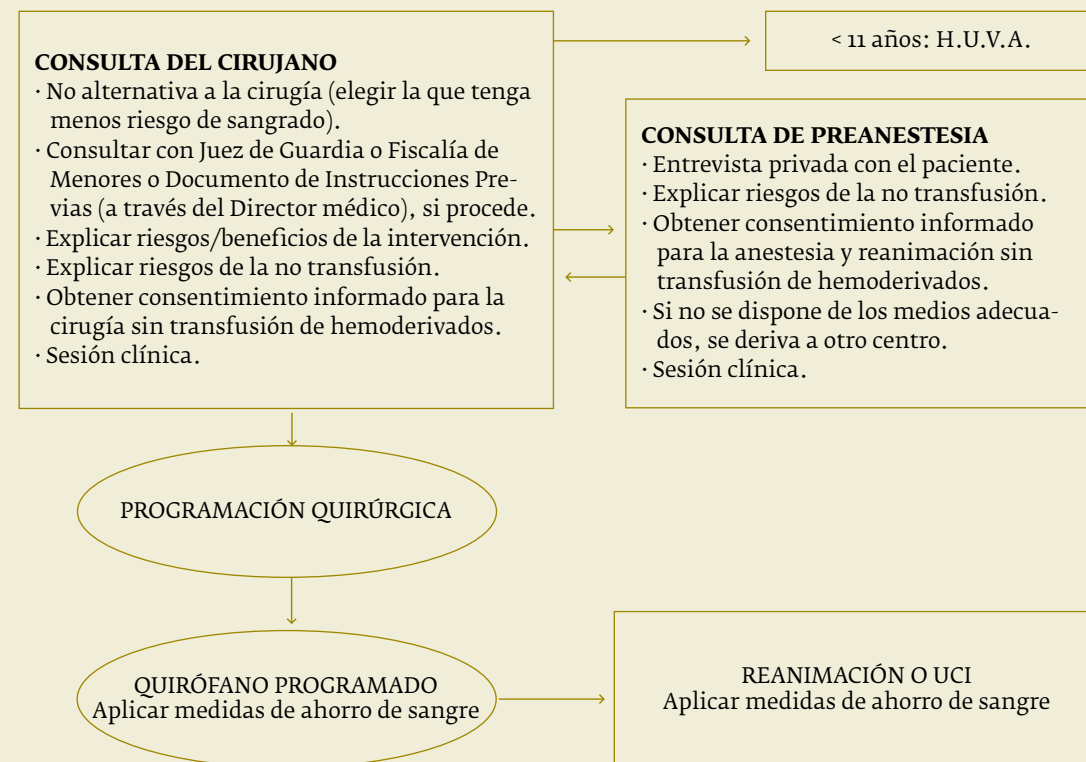 CONSULTA DEL CIRUJANO
· No alternativa a la cirugía (elegir la que tenga
menos riesgo de sangrado).
· Consultar con Juez de Guardia o Fiscalía de
Menores o Documento de Instrucciones Pre-
vias (a través del Director médico), si procede.
· Explicar riesgos/beneficios de la intervención.
· Explicar riesgos de la no transfusión.
· Obtener consentimiento informado para la
cirugía sin transfusión de hemoderivados.
· Sesión clínica.
< 11 años: H.U.V.A.
CONSULTA DE PREANESTESIA
· Entrevista privada con el paciente.
· Explicar riesgos de la no transfusión.
· Obtener consentimiento informado
para la anestesia y reanimación sin
transfusión de hemoderivados.
· Si no se dispone de los medios adecua-
dos, se deriva a otro centro.
· Sesión clínica.
PROGRAMACIÓN QUIRÚRGICA
QUIRÓFANO PROGRAMADO
Aplicar medidas de ahorro de sangre
REANIMACIÓN O UCI
Aplicar medidas de ahorro de sangre